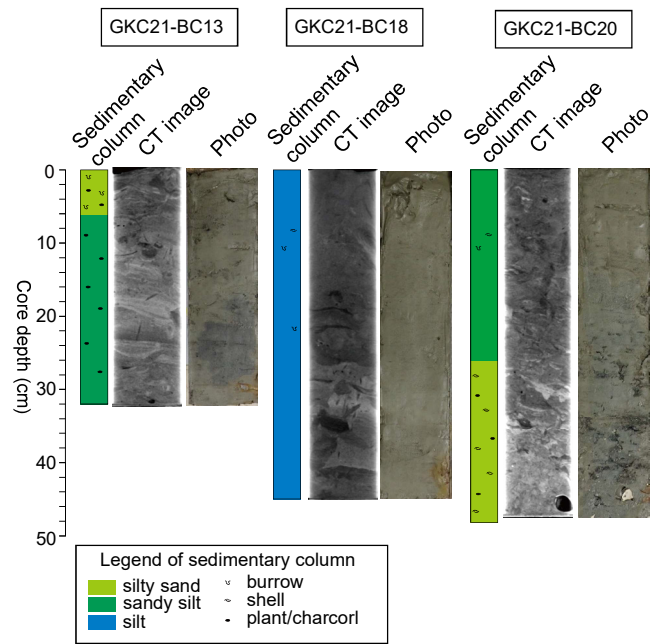 GKC21-BC13
GKC21-BC18
GKC21-BC20
Sedimentary
column
CT image
Photo
Sedimentary
column
CT image
Photo
Sedimentary
column
CT image
Photo
0
10
20
30
40
50
Core depth (cm)
Legend of sedimentary column
silty sand
sandy silt
silt
burrow
shell
plant/charcorl